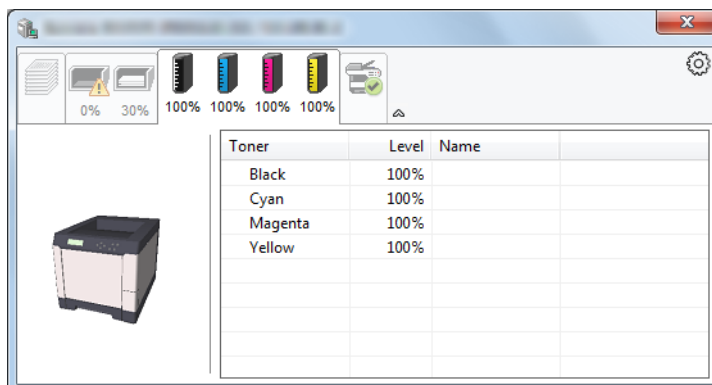 0% 30% 100% 100% 100% 100%
Toner Level Name
Black 100%
Cyan 100%
Magenta 100%
Yellow 100%